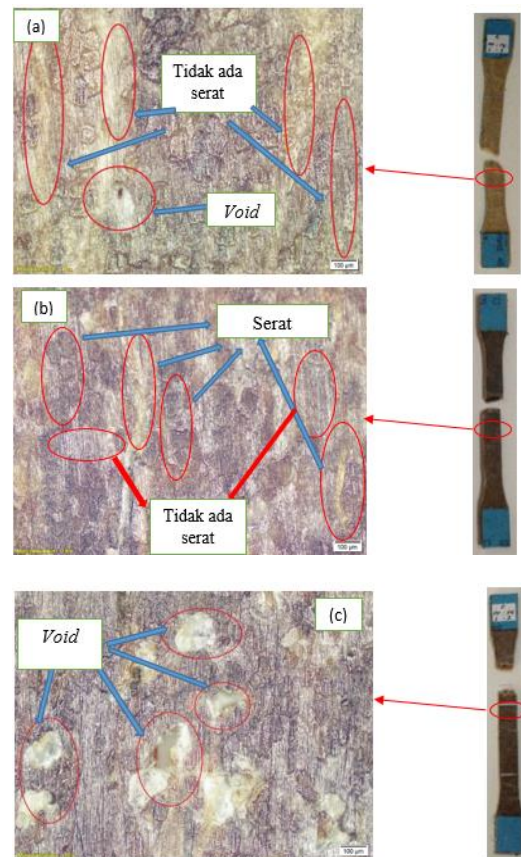 (a)
Tidak ada
serat
Void
100 µm
(b)
Serat
Tidak ada
serat
100 µm
(c)
Void
100 µm